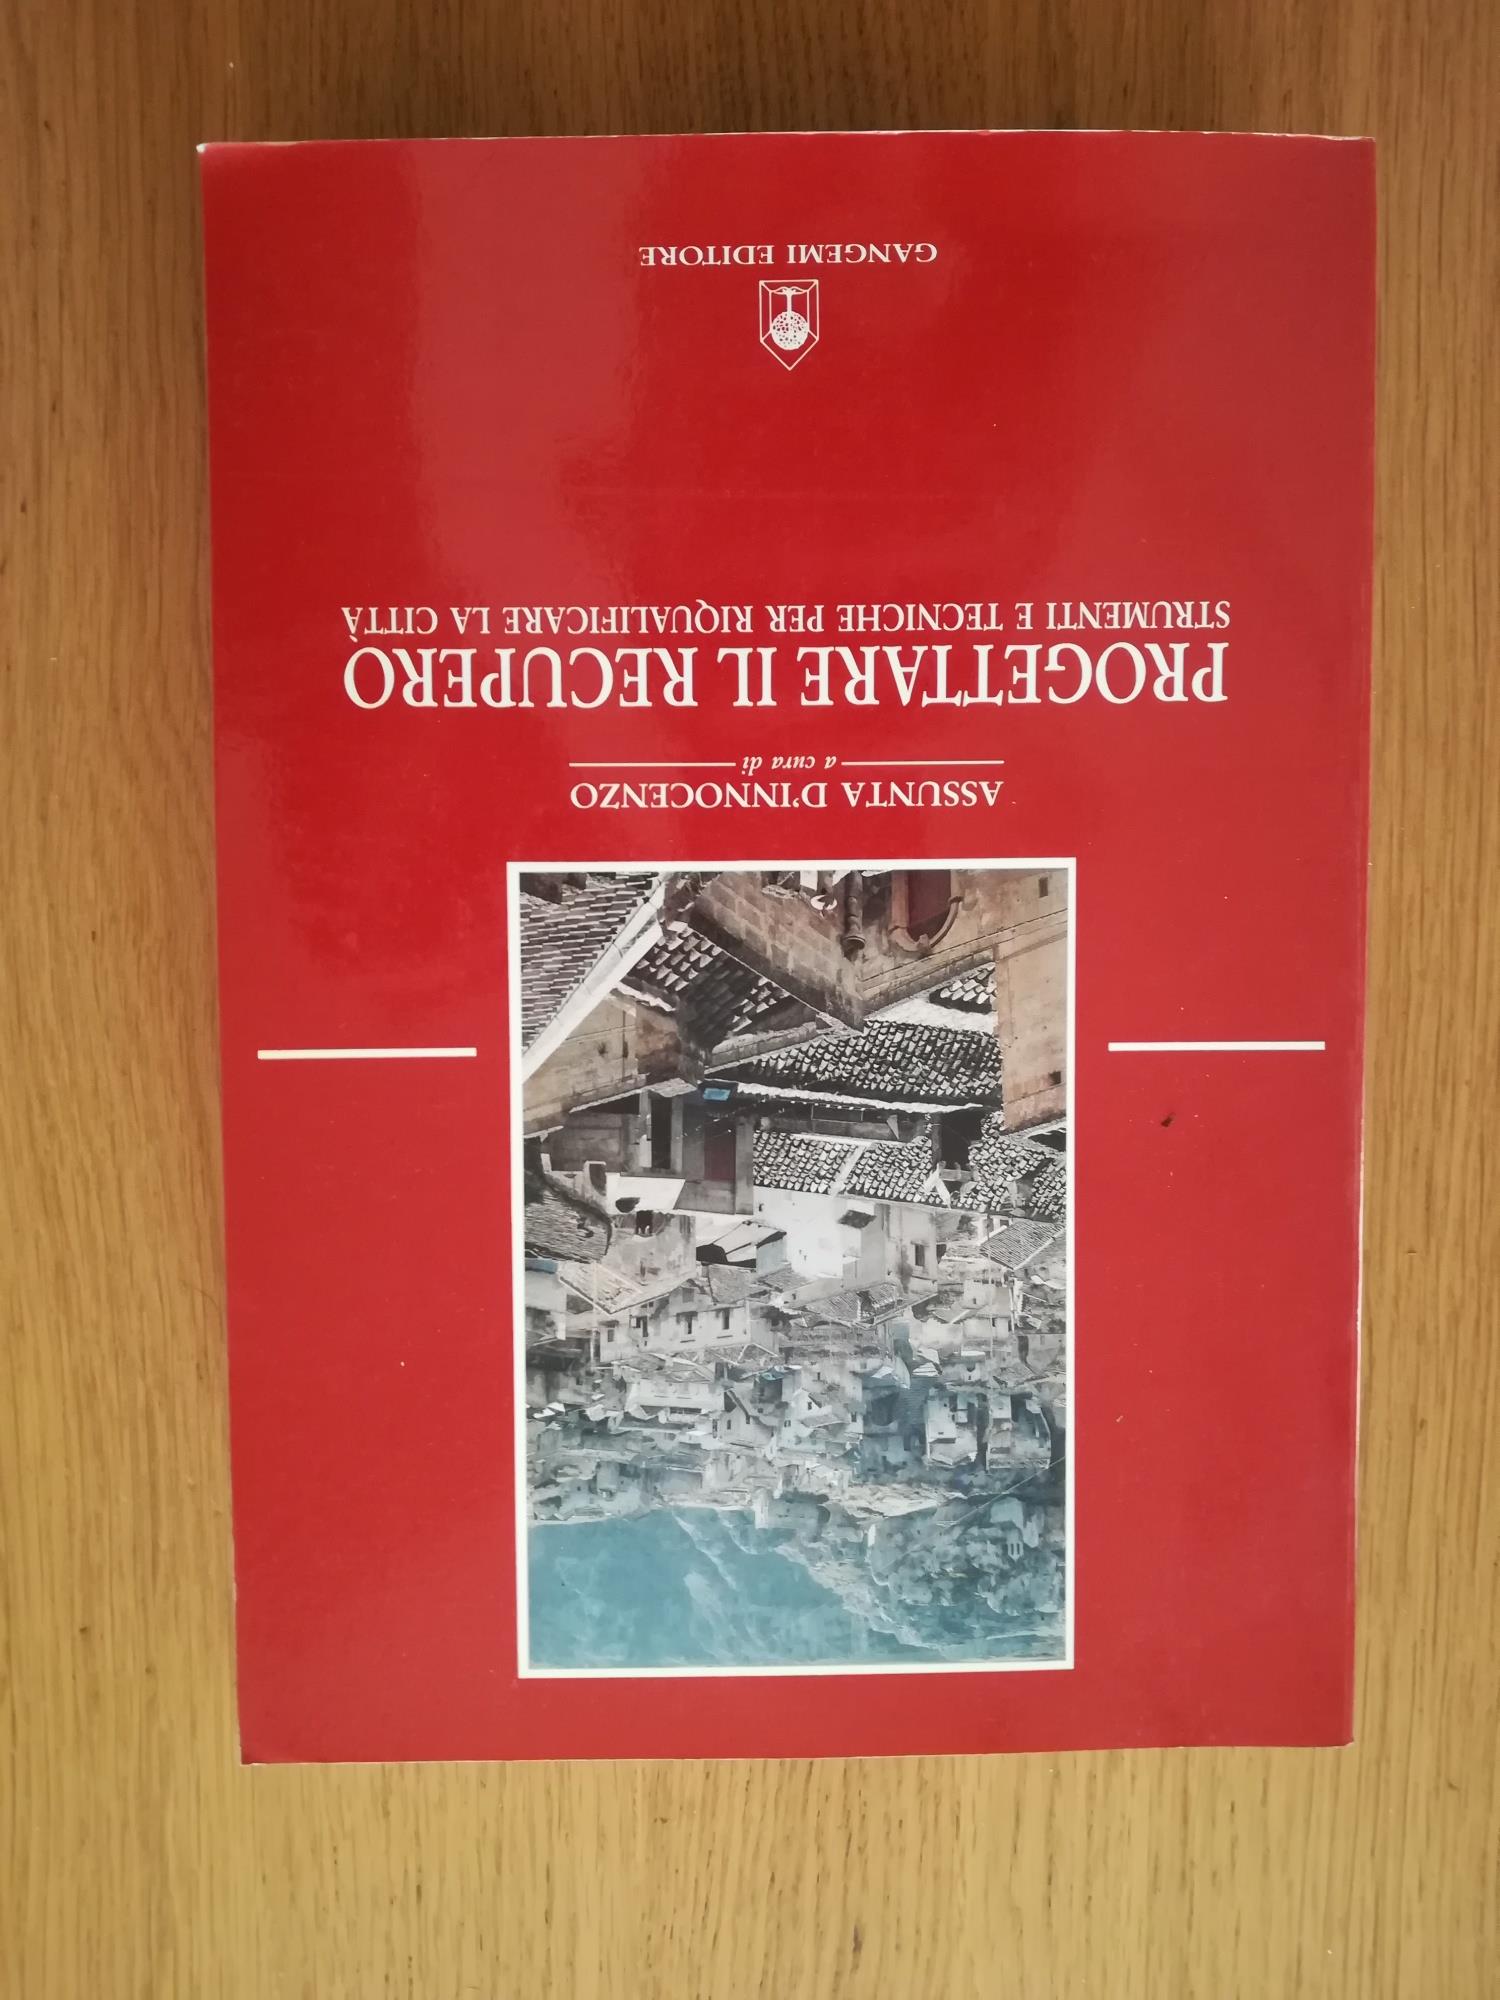 ASSUNTA D'INNOCENZO
a cura di
PROGETTARE IL RECUPERO
STRUMENTI E TECNICHE PER RIQUALIFICARE LA CITTÀ
GANGEMI EDITORE